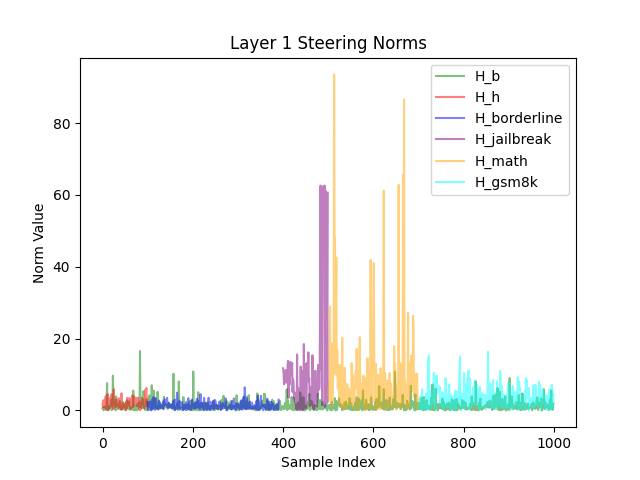 Layer 1 Steering Norms
H_b
H_h
H_borderline
H_jailbreak
H_math
H_gsm8k
Norm Value
80
60
40
20
0
0
200
400
600
800
1000
Sample Index